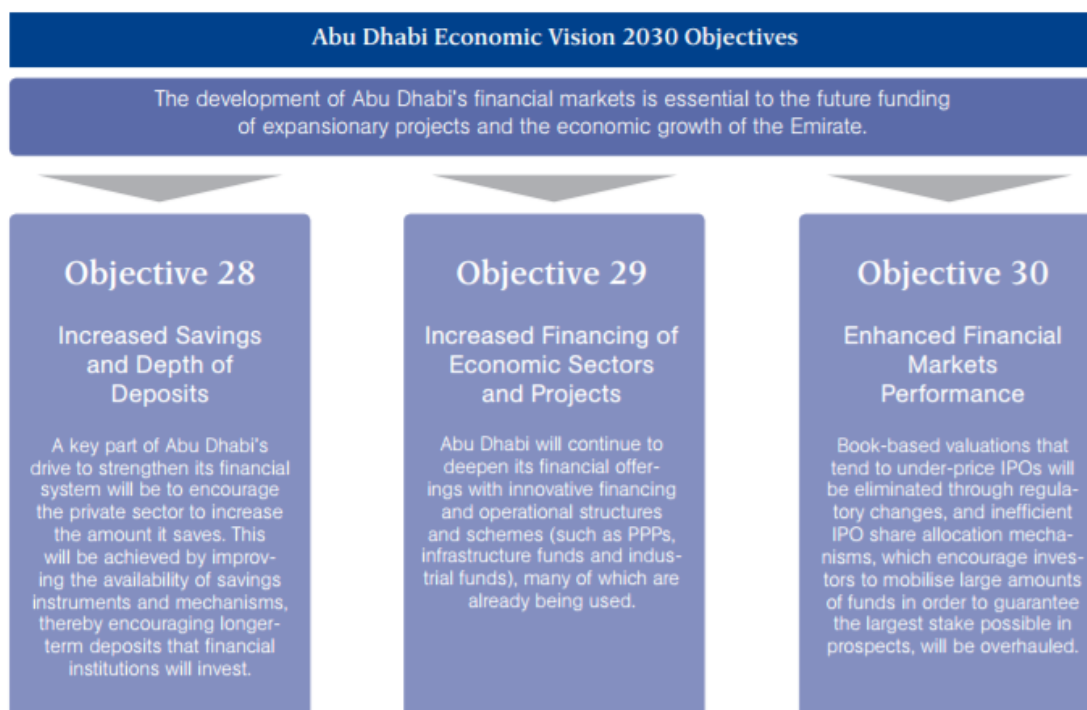 Abu Dhabi Economic Vision 2030 Objectives
The development of Abu Dhabi's financial markets is essential to the future funding
of expansionary projects and the economic growth of the Emirate.
Objective 28
Increased Savings
and Depth of
Deposits
A key part of Abu Dhabi's
drive to strengthen its financial
system will be to encourage
the private sector to increase
the amount it saves. This
will be achieved by improv-
ing the availability of savings
instruments and mechanisms,
thereby encouraging longer-
term deposits that financial
institutions will invest.
Objective 29
Increased Financing of
Economic Sectors
and Projects
Abu Dhabi will continue to
deepen its financial offer-
ings with innovative financing
and operational structures
and schemes (such as PPPs,
infrastructure funds and indus-
trial funds), many of which are
already being used.
Objective 30
Enhanced Financial
Markets
Performance
Book-based valuations that
tend to under-price IPOs will
be eliminated through regula-
tory changes, and inefficient
IPO share allocation mecha-
nisms, which encourage inves-
tors to mobilise large amounts
of funds in order to guarantee
the largest stake possible in
prospects, will be overhauled.